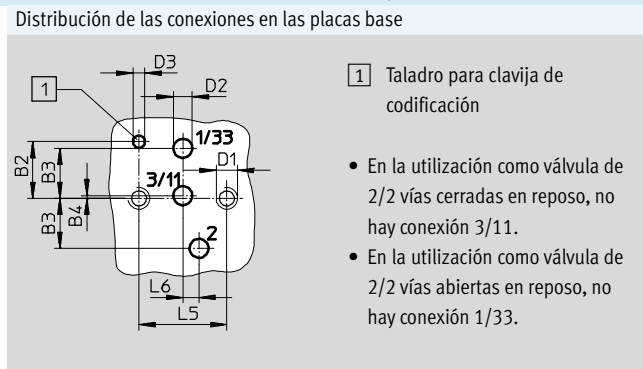 Distribución de las conexiones en las placas base
D3
1
D2
1/33
D1
B2
B3
3/11
B4
B3
2
L6
L5
1 Taladro para clavija de
codificación
• En la utilización como válvula de
2/2 vías cerradas en reposo, no
hay conexión 3/11.
• En la utilización como válvula de
2/2 vías abiertas en reposo, no
hay conexión 1/33.